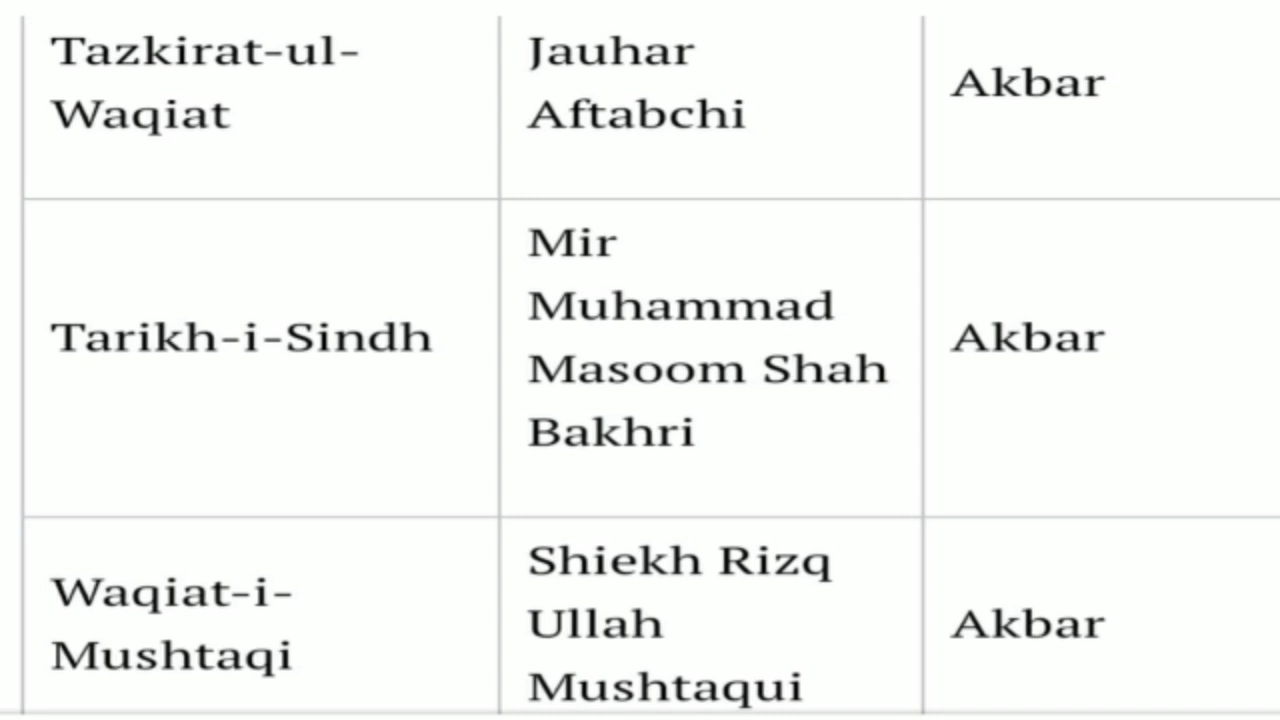 Tazkirat-ul-
Waqiat
Jauhar
Aftabchi
Akbar
Tarikh-i-Sindh
Mir
Muhammad
Masoom Shah
Bakhri
Akbar
Waqiat-i-
Mushtaqi
Shiekh Rizq
Ullah
Mushtaqui
Akbar